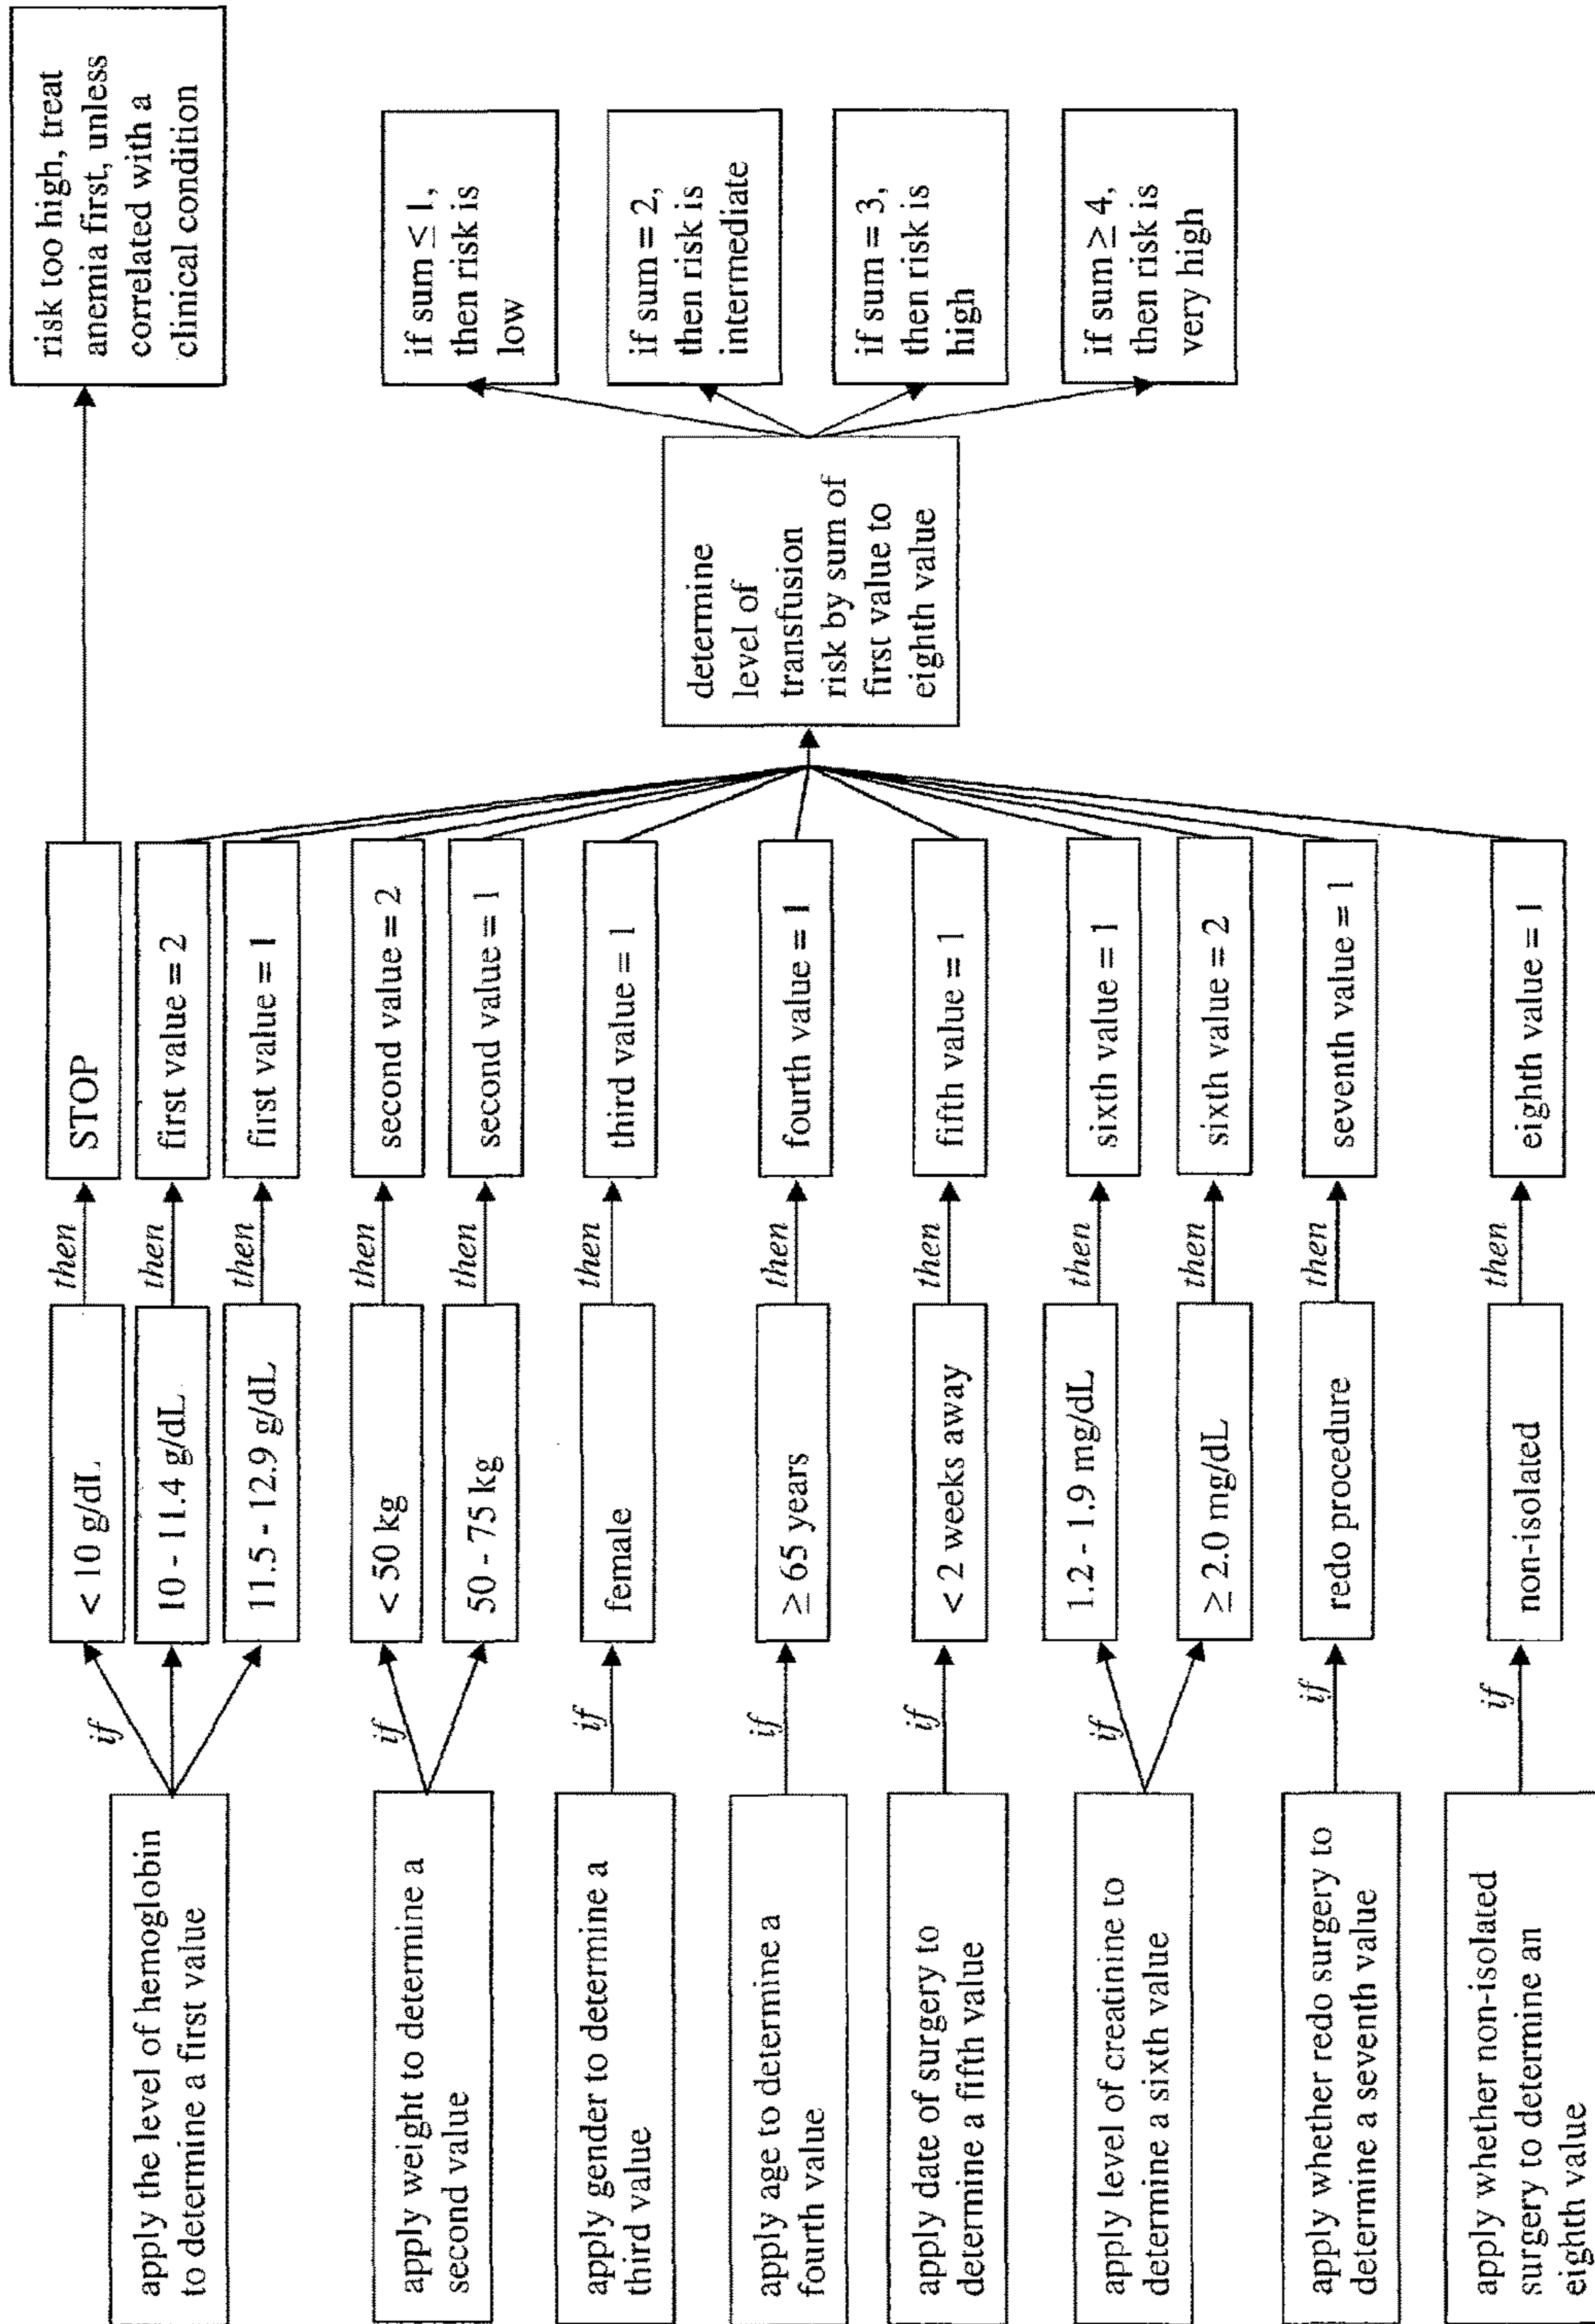 apply the level of hemoglobin
to determine a first value
if
< 10 g/dL
then
STOP
risk too high, treat
anemia first, unless
correlated with a
clinical condition
10 - 11.4 g/dL
then
first value = 2
11.5 - 12.9 g/dL
then
first value = 1
apply weight to determine a
second value
if
< 50 kg
then
second value = 2
50 - 75 kg
then
second value = 1
apply gender to determine a
third value
if
female
then
third value = 1
apply age to determine a
fourth value
if
≥ 65 years
then
fourth value = 1
apply date of surgery to
determine a fifth value
if
< 2 weeks away
then
fifth value = 1
apply level of creatinine to
determine a sixth value
if
1.2 - 1.9 mg/dL
then
sixth value = 1
≥ 2.0 mg/dL
then
sixth value = 2
apply whether redo surgery to
determine a seventh value
if
redo procedure
then
seventh value = 1
apply whether non-isolated
surgery to determine an
eighth value
if
non-isolated
then
eighth value = 1
determine
level of
transfusion
risk by sum of
first value to
eighth value
if sum ≤ 1,
then risk is
low
if sum = 2,
then risk is
intermediate
if sum = 3,
then risk is
high
if sum ≥ 4,
then risk is
very high